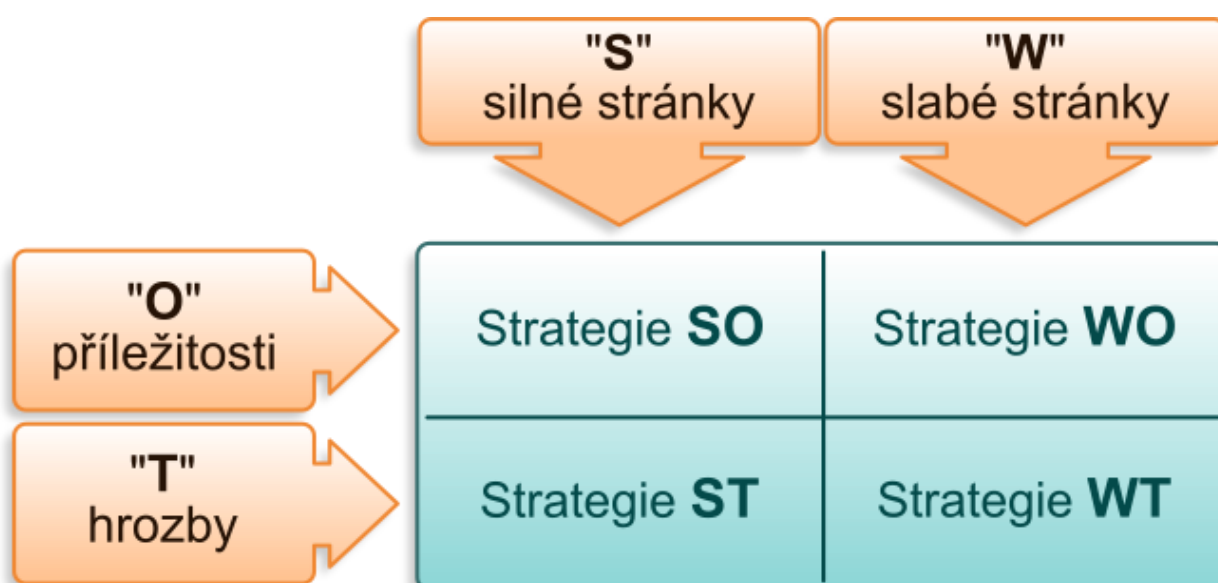 "S"
silné stránky
"W"
slabé stránky
"O"
příležitosti
Strategie SO
Strategie WO
"T"
hrozby
Strategie ST
Strategie WT